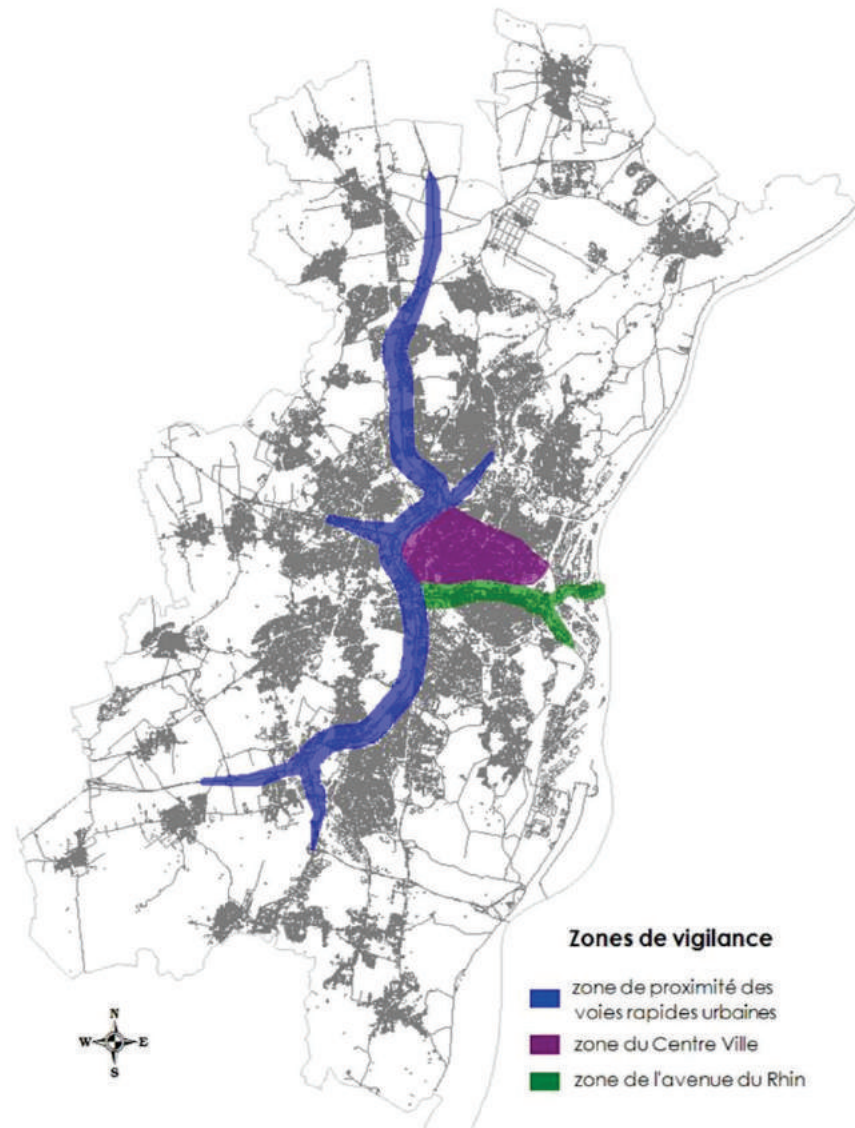 Zones de vigilance
zone de proximité des
voies rapides urbaines
zone du Centre Ville
zone de l'avenue du Rhin
N
W E
S